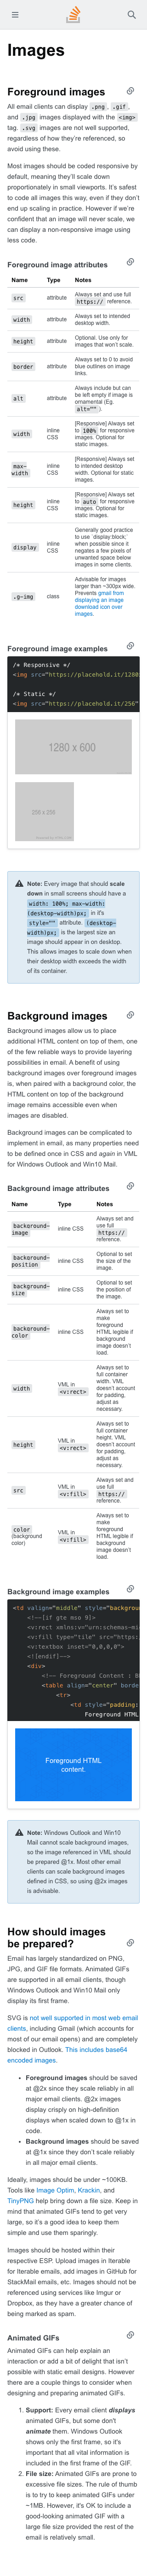 Images
Foreground images
All email clients can display .png, .gif,
and .jpg images displayed with the <img>
tag. .svg images are not well supported,
regardless of how they're referenced, so
avoid using these.
Most images should be coded responsive by
default, meaning they'll scale down
proportionately in small viewports. It's safest
to code all images this way, even if they don't
end up scaling in practice. However if we're
confident that an image will never scale, we
can display a non-responsive image using
less code.
Foreground image attributes
Name Type Notes
src attribute Always set and use full
https:// reference.
width attribute Always set to intended
desktop width.
height attribute Optional. Use only for
images that won't scale.
border attribute Always set to 0 to avoid
blue outlines on image
links.
alt attribute Always include but can
be left empty if image is
ornamental (Eg.
alt="").
width inline
CSS [Responsive] Always set
to 100% for responsive
images. Optional for
static images.
max-
width inline
CSS [Responsive] Always set
to intended desktop
width. Optional for static
images.
height inline
CSS [Responsive] Always set
to auto for responsive
images. Optional for
static images.
display inline
CSS Generally good practice
to use `display:block;`
when possible since it
negates a few pixels of
unwanted space below
images in some clients.
.g-img class Advisable for images
larger than ~300px wide.
Prevents gmail from
displaying an image
download icon over
images.
Foreground image examples
/* Responsive */
<img src="https://placehold.it/1280
/* Static */
<img src="https://placehold.it/256"
1280 x 600
256 x 256
Note: Every image that should scale
down in small screens should have a
width: 100%; max-width:
(desktop-width)px; in it's
style="" attribute. (desktop-
width)px; is the largest size an
image should appear in on desktop.
This allows images to scale down when
their desktop width exceeds the width
of its container.
Background images
Background images allow us to place
additional HTML content on top of them, one
of the few reliable ways to provide layering
possibilities in email. A benefit of using
background images over foreground images
is, when paired with a background color, the
HTML content on top of the background
image remains accessible even when
images are disabled.
Background images can be complicated to
implement in email, as many properties need
to be defined once in CSS and again in VML
for Windows Outlook and Win10 Mail.
Background image attributes
Name Type Notes
background-
image inline CSS Always set and
use full
https://
reference.
background-
position inline CSS Optional to set
the size of the
image.
background-
size inline CSS Optional to set
the position of
the image.
background-
color inline CSS Always set to
make
foreground
HTML legible if
background
image doesn't
load.
width VML in
<v:rect> Always set to
full container
width. VML
doesn't account
for padding,
adjust as
necessary.
height VML in
<v:rect> Always set to
full container
height. VML
doesn't account
for padding,
adjust as
necessary.
src VML in
<v:fill> Always set and
use full
https://
reference.
color
(background
color) VML in
<v:fill> Always set to
make
foreground
HTML legible if
background
image doesn't
load.
Background image examples
<td valign="middle" style="backgrou
<!--[if gte mso 9]>
<v:rect xmlns:v="urn:schemas-mi
<v:fill type="tile" src="https:
<v:textbox inset="0,0,0,0">
<![endif]-->
<div>
<!-- Foreground Content : B
<table align="center" borde
<tr>
<td style="padding:
Foreground HTML
Foreground HTML
content.
Note: Windows Outlook and Win10
Mail cannot scale background images,
so the image referenced in VML should
be prepared @1x. Most other email
clients can scale background images
defined in CSS, so using @2x images
is advisable.
How should images
be prepared?
Email has largely standardized on PNG,
JPG, and GIF file formats. Animated GIFs
are supported in all email clients, though
Windows Outlook and Win10 Mail only
display its first frame.
SVG is not well supported in most web email
clients, including Gmail (which accounts for
most of our email opens) and are completely
blocked in Outlook. This includes base64
encoded images.
• Foreground images should be saved
at @2x since they scale reliably in all
major email clients. @2x images
display crisply on high-definition
displays when scaled down to @1x in
code.
• Background images should be saved
at @1x since they don't scale reliably
in all major email clients.
Ideally, images should be under ~100KB.
Tools like Image Optim, Krackin, and
TinyPNG help bring down a file size. Keep in
mind that animated GIFs tend to get very
large, so it's a good idea to keep them
simple and use them sparingly.
Images should be hosted within their
respective ESP. Upload images in Iterable
for Iterable emails, add images in GitHub for
StackMail emails, etc. Images should not be
referenced using services like Imgur or
Dropbox, as they have a greater chance of
being marked as spam.
Animated GIFs
Animated GIFs can help explain an
interaction or add a bit of delight that isn't
possible with static email designs. However
there are a couple things to consider when
designing and preparing animated GIFs.
1. Support: Every email client displays
animated GIFs, but some don't
animate them. Windows Outlook
shows only the first frame, so it's
important that all vital information is
included in the first frame of the GIF.
2. File size: Animated GIFs are prone to
excessive file sizes. The rule of thumb
is to try to keep animated GIFs under
~1MB. However, it's OK to include a
good-looking animated GIF with a
large file size provided the rest of the
email is relatively small.